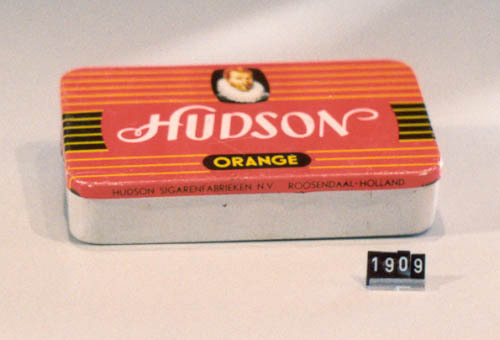 HUDSON
ORANGE
HUDSON SIGARENFABRIEKEN N.V. ROOSENDAAL-HOLLAND
1909